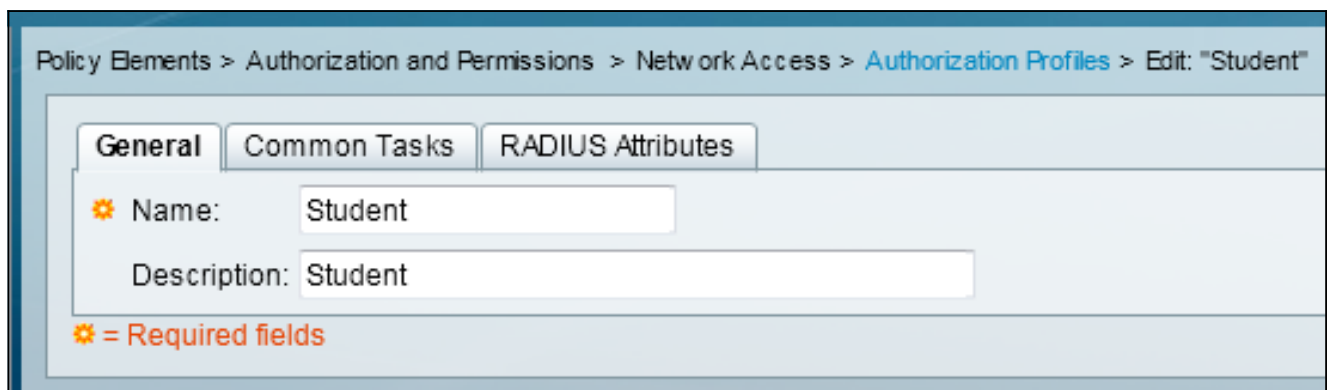 Policy Elements > Authorization and Permissions > Network Access > Authorization Profiles > Edit: "Student"
General Common Tasks RADIUS Attributes
Name: Student
Description: Student
= Required fields